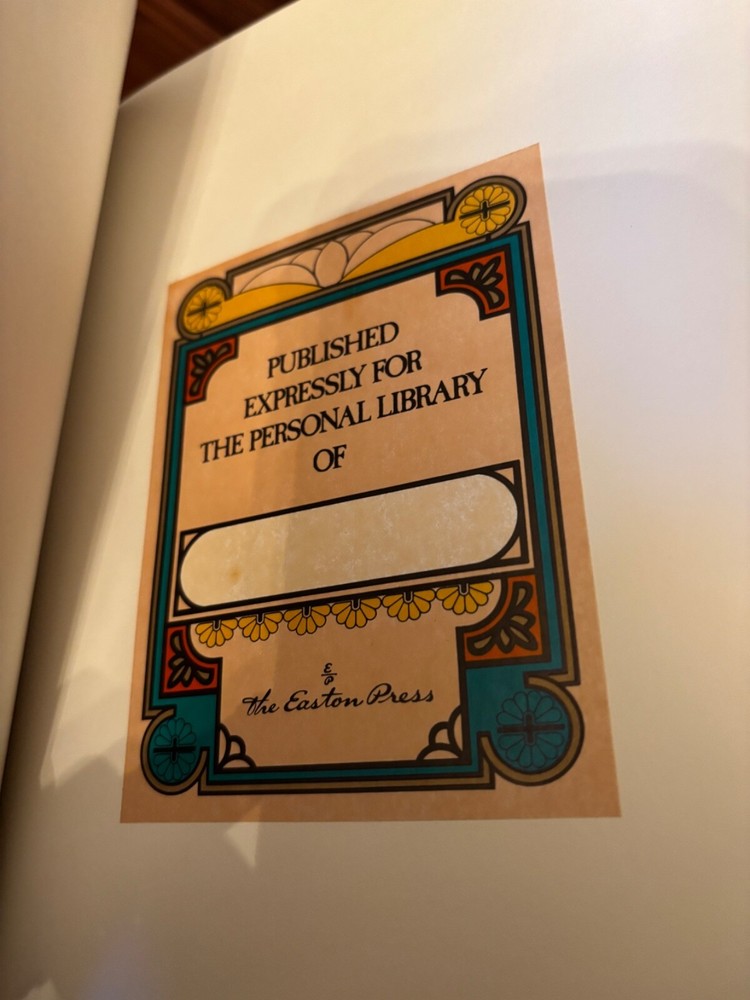 PUBLISHED
EXPRESSLY FOR
THE PERSONAL LIBRARY
OF
E
P
the Easton Press